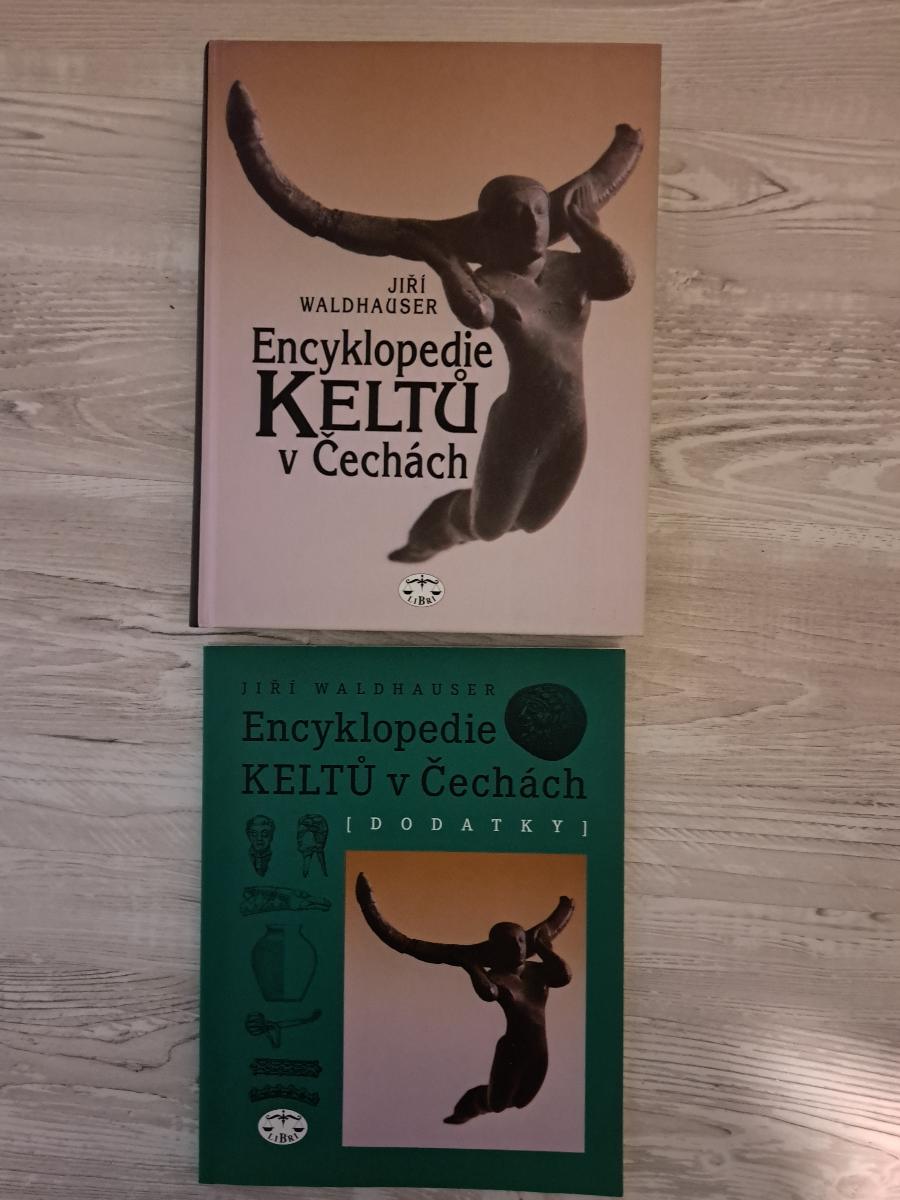 JIŘÍ
WALDHAUSER
Encyklopedie
KELTŮ
v Čechách
LIBRI
JIŘÍ WALDHAUSER
Encyklopedie
KELTŮ v Čechách
[DODATKY]
LIBRI